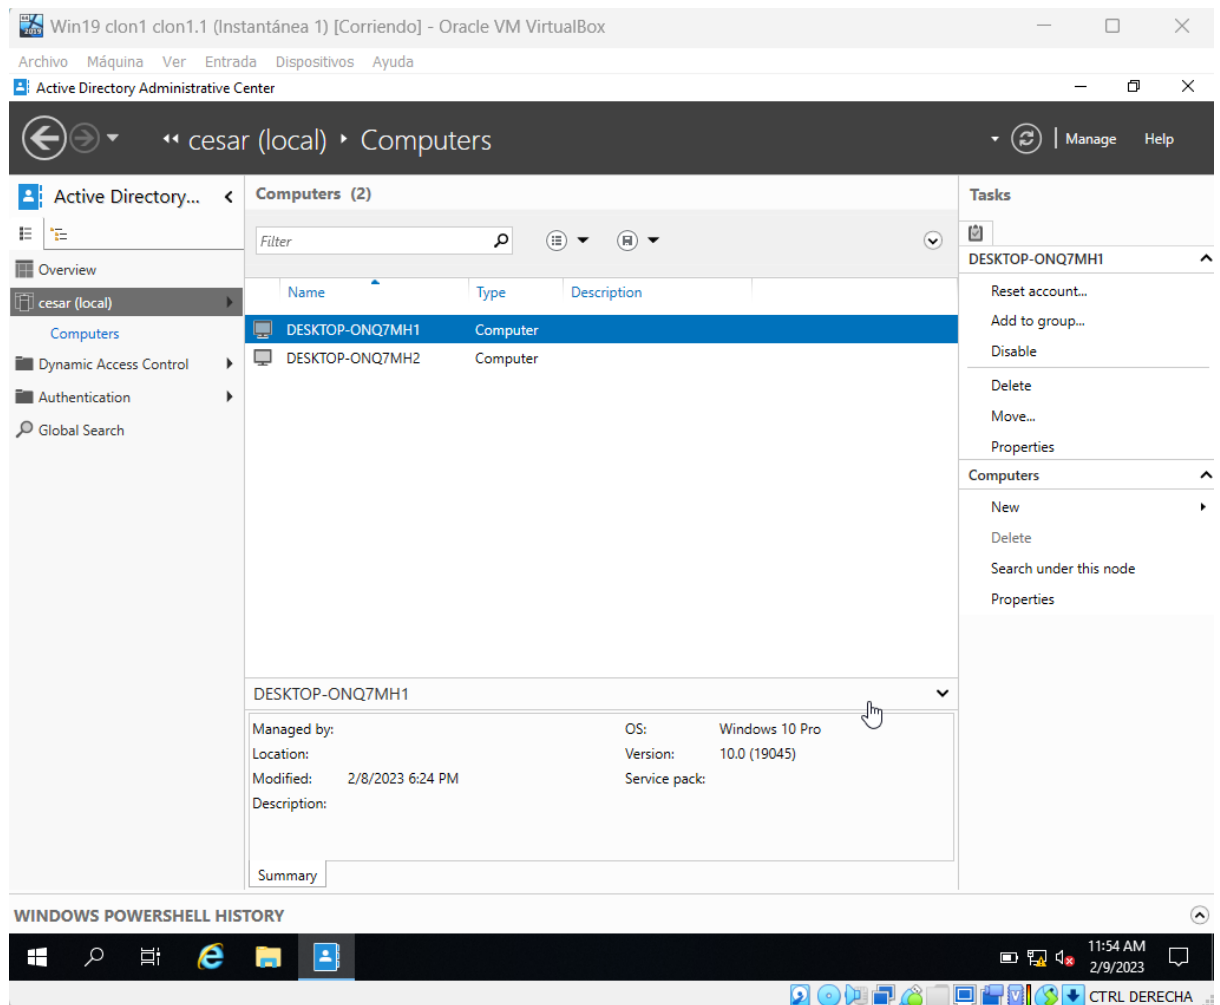 Win19 clon1 clon1.1 (Instantánea 1) [Corriendo] - Oracle VM VirtualBox
Archivo Máquina Ver Entrada Dispositivos Ayuda
Active Directory Administrative Center
cesar (local) Computers
Manage Help
Active Directory...
Overview
cesar (local)
Computers
Dynamic Access Control
Authentication
Global Search
Computers (2)
Filter
Name Type Description
DESKTOP-ONQ7MH1 Computer
DESKTOP-ONQ7MH2 Computer
DESKTOP-ONQ7MH1
Managed by:
Location:
Modified: 2/8/2023 6:24 PM
Description:
OS: Windows 10 Pro
Version: 10.0 (19045)
Service pack:
Summary
Tasks
DESKTOP-ONQ7MH1
Reset account...
Add to group...
Disable
Delete
Move...
Properties
Computers
New
Delete
Search under this node
Properties
WINDOWS POWERSHELL HISTORY
11:54 AM
2/9/2023
CTRL DERECHA